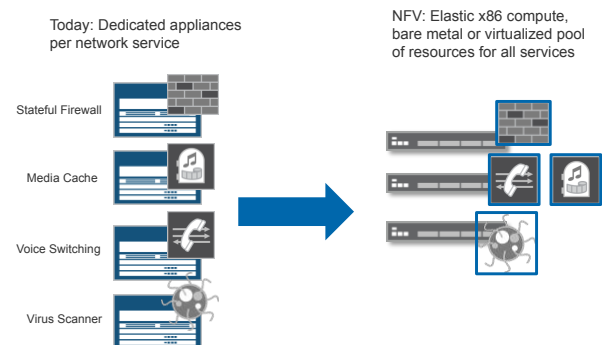 Today: Dedicated appliances
per network service
NFV: Elastic x86 compute,
bare metal or virtualized pool
of resources for all services
Stateful Firewall
Media Cache
Voice Switching
Virus Scanner